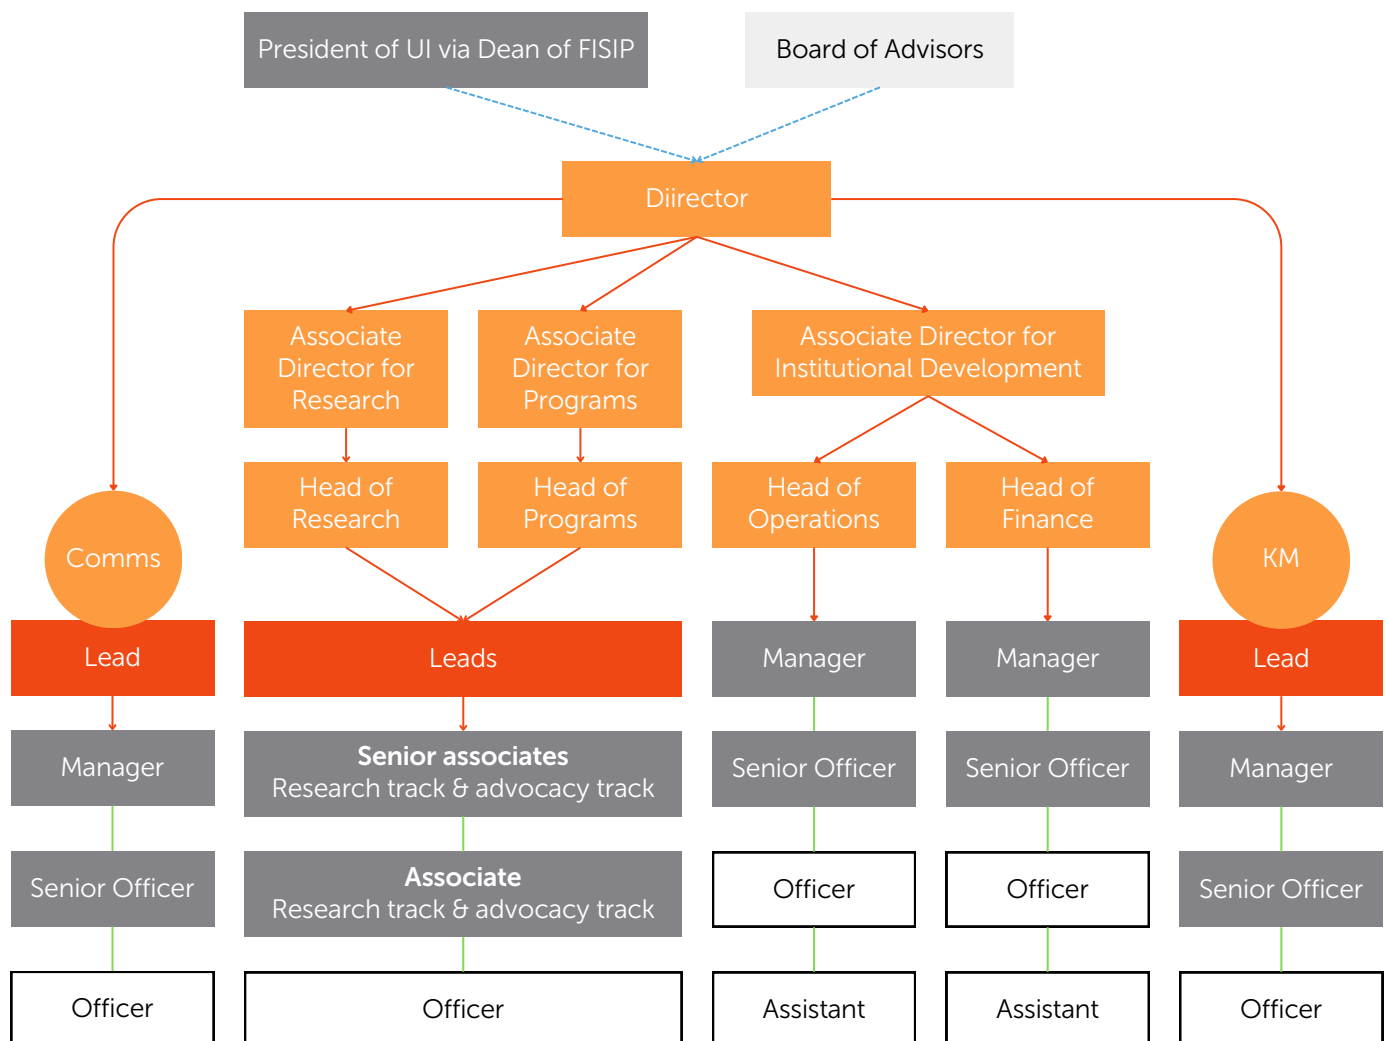 President of UI via Dean of FISIP
Board of Advisors
Diirector
Associate
Director for
Research
Associate
Director for
Programs
Associate Director for
Institutional Development
Head of
Research
Head of
Programs
Head of
Operations
Head of
Finance
Comms
KM
Lead
Leads
Manager
Manager
Lead
Manager
Senior associates
Research track & advocacy track
Senior Officer
Senior Officer
Manager
Senior Officer
Associate
Research track & advocacy track
Officer
Officer
Senior Officer
Officer
Officer
Assistant
Assistant
Officer